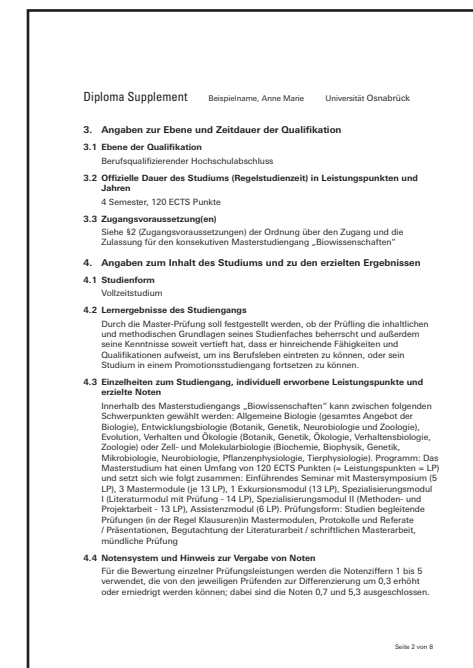 Diploma Supplement Beispielname, Anne Marie Universität Osnabrück
3. Angaben zur Ebene und Zeitdauer der Qualifikation
3.1 Ebene der Qualifikation
Berufsqualifizierender Hochschulabschluss
3.2 Offizielle Dauer des Studiums (Regelstudienzeit) in Leistungspunkten und
Jahren
4 Semester, 120 ECTS Punkte
3.3 Zugangsvoraussetzung(en)
Siehe §2 (Zugangsvoraussetzungen) der Ordnung über den Zugang und die
Zulassung für den konsekutiven Masterstudiengang „Biowissenschaften“
4. Angaben zum Inhalt des Studiums und zu den erzielten Ergebnissen
4.1 Studienform
Vollzeitstudium
4.2 Lernergebnisse des Studiengangs
Durch die Master-Prüfung soll festgestellt werden, ob der Prüfling die inhaltlichen
und methodischen Grundlagen seines Studienfaches beherrscht und außerdem
seine Kenntnisse soweit vertieft hat, dass er hinreichende Fähigkeiten und
Qualifikationen aufweist, um ins Berufsleben eintreten zu können, oder sein
Studium in einem Promotionsstudiengang fortsetzen zu können.
4.3 Einzelheiten zum Studiengang, individuell erworbene Leistungspunkte und
erzielte Noten
Innerhalb des Masterstudiengangs „Biowissenschaften“ kann zwischen folgenden
Schwerpunkten gewählt werden: Allgemeine Biologie (gesamtes Angebot der
Biologie), Entwicklungsbiologie (Botanik, Genetik, Neurobiologie und Zoologie),
Evolution, Verhalten und Ökologie (Botanik, Genetik, Ökologie, Verhaltensbiologie,
Zoologie) oder Zell- und Molekularbiologie (Biochemie, Biophysik, Genetik,
Mikrobiologie, Neurobiologie, Pflanzenphysiologie, Tierphysiologie). Programm: Das
Masterstudium hat einen Umfang von 120 ECTS Punkten (= Leistungspunkten = LP)
und setzt sich wie folgt zusammen: Einführendes Seminar mit Mastersymposium (5
LP), 3 Mastermodule (je 13 LP), 1 Exkursionsmodul (13 LP), Spezialisierungsmodul
I (Literaturmodul mit Prüfung - 14 LP), Spezialisierungsmodul II (Methoden- und
Projektarbeit - 13 LP), Assistenzmodul (6 LP). Prüfungsform: Studien begleitende
Prüfungen (in der Regel Klausuren)in Mastermodulen, Protokolle und Referate
/ Präsentationen, Begutachtung der Literaturarbeit / schriftlichen Masterarbeit,
mündliche Prüfung
4.4 Notensystem und Hinweis zur Vergabe von Noten
Für die Bewertung einzelner Prüfungsleistungen werden die Notenziffern 1 bis 5
verwendet, die von den jeweiligen Prüfenden zur Differenzierung um 0,3 erhöht
oder erniedrigt werden können; dabei sind die Noten 0,7 und 5,3 ausgeschlossen.
Seite 2 von 8